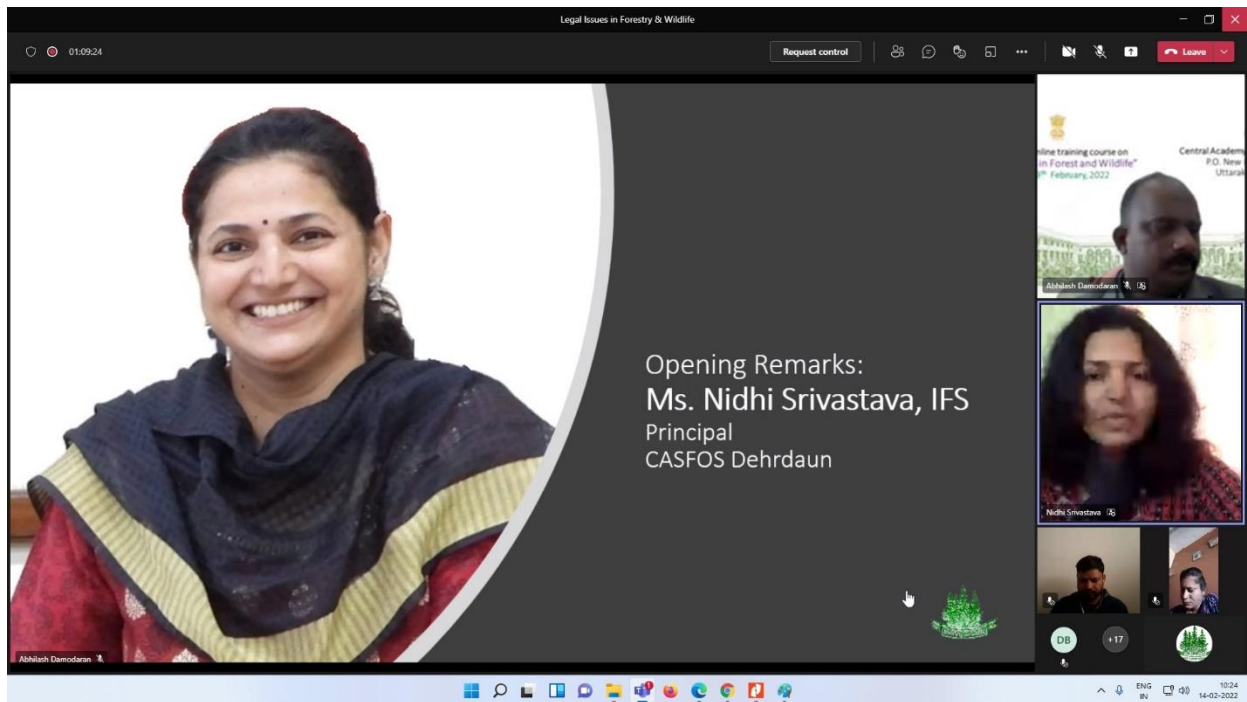 Legal Issues in Forestry & Wildlife
01:09:24
Request control
Leave
Opening Remarks:
Ms. Nidhi Srivastava, IFS
Principal
CASFOS Dehrdaun
Abhilash Damodaran
nline training course on
in Forest and Wildlife"
February, 2022
Central Academ
P.O. New
Uttara
Abhilash Damodaran
Nidhi Srivastava
DB
+17
ENG
IN
10:24
14-02-2022